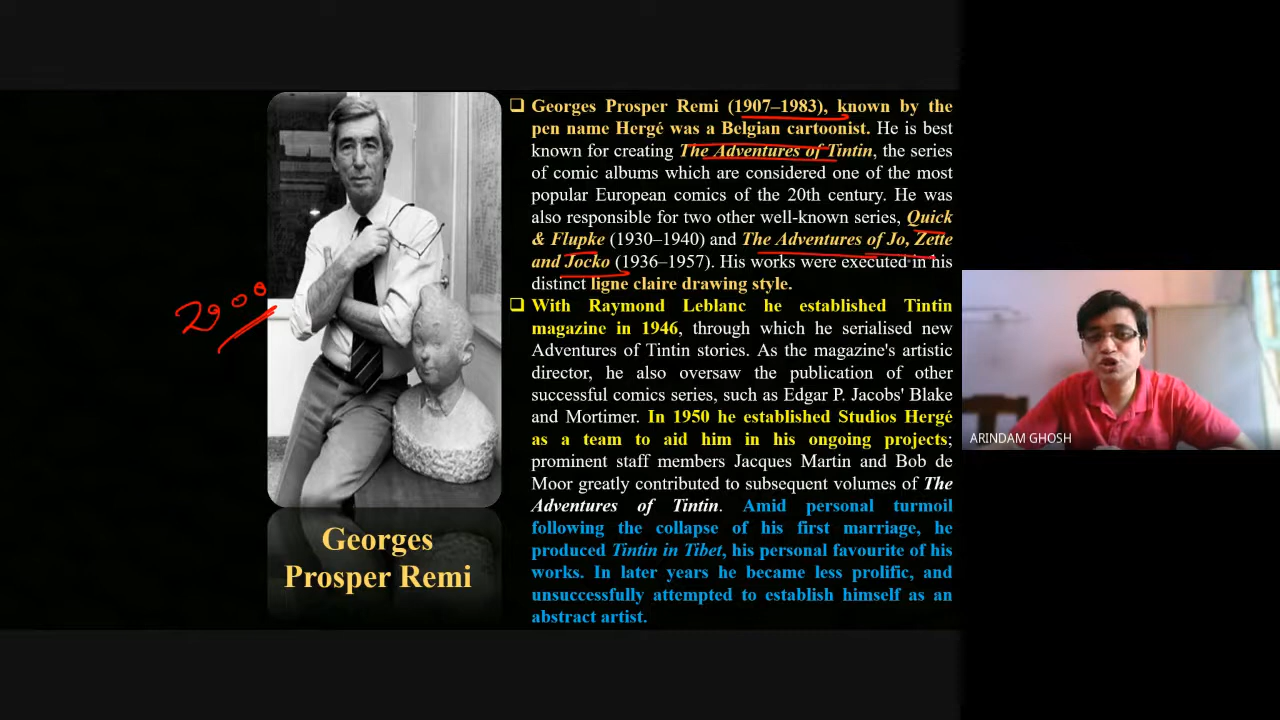 ❑ Georges Prosper Remi (1907–1983), known by the
pen name Hergé was a Belgian cartoonist. He is best
known for creating The Adventures of Tintin, the series
of comic albums which are considered one of the most
popular European comics of the 20th century. He was
also responsible for two other well-known series, Quick
& Flupke (1930–1940) and The Adventures of Jo, Zette
and Jocko (1936–1957). His works were executed in his
distinct ligne claire drawing style.
❑ With Raymond Leblanc he established Tintin
magazine in 1946, through which he serialised new
Adventures of Tintin stories. As the magazine's artistic
director, he also oversaw the publication of other
successful comics series, such as Edgar P. Jacobs' Blake
and Mortimer. In 1950 he established Studios Hergé
as a team to aid him in his ongoing projects;
prominent staff members Jacques Martin and Bob de
Moor greatly contributed to subsequent volumes of The
Adventures of Tintin. Amid personal turmoil
following the collapse of his first marriage, he
produced Tintin in Tibet, his personal favourite of his
works. In later years he became less prolific, and
unsuccessfully attempted to establish himself as an
abstract artist.
2000
Georges
Prosper Remi
ARINDAM GHOSH